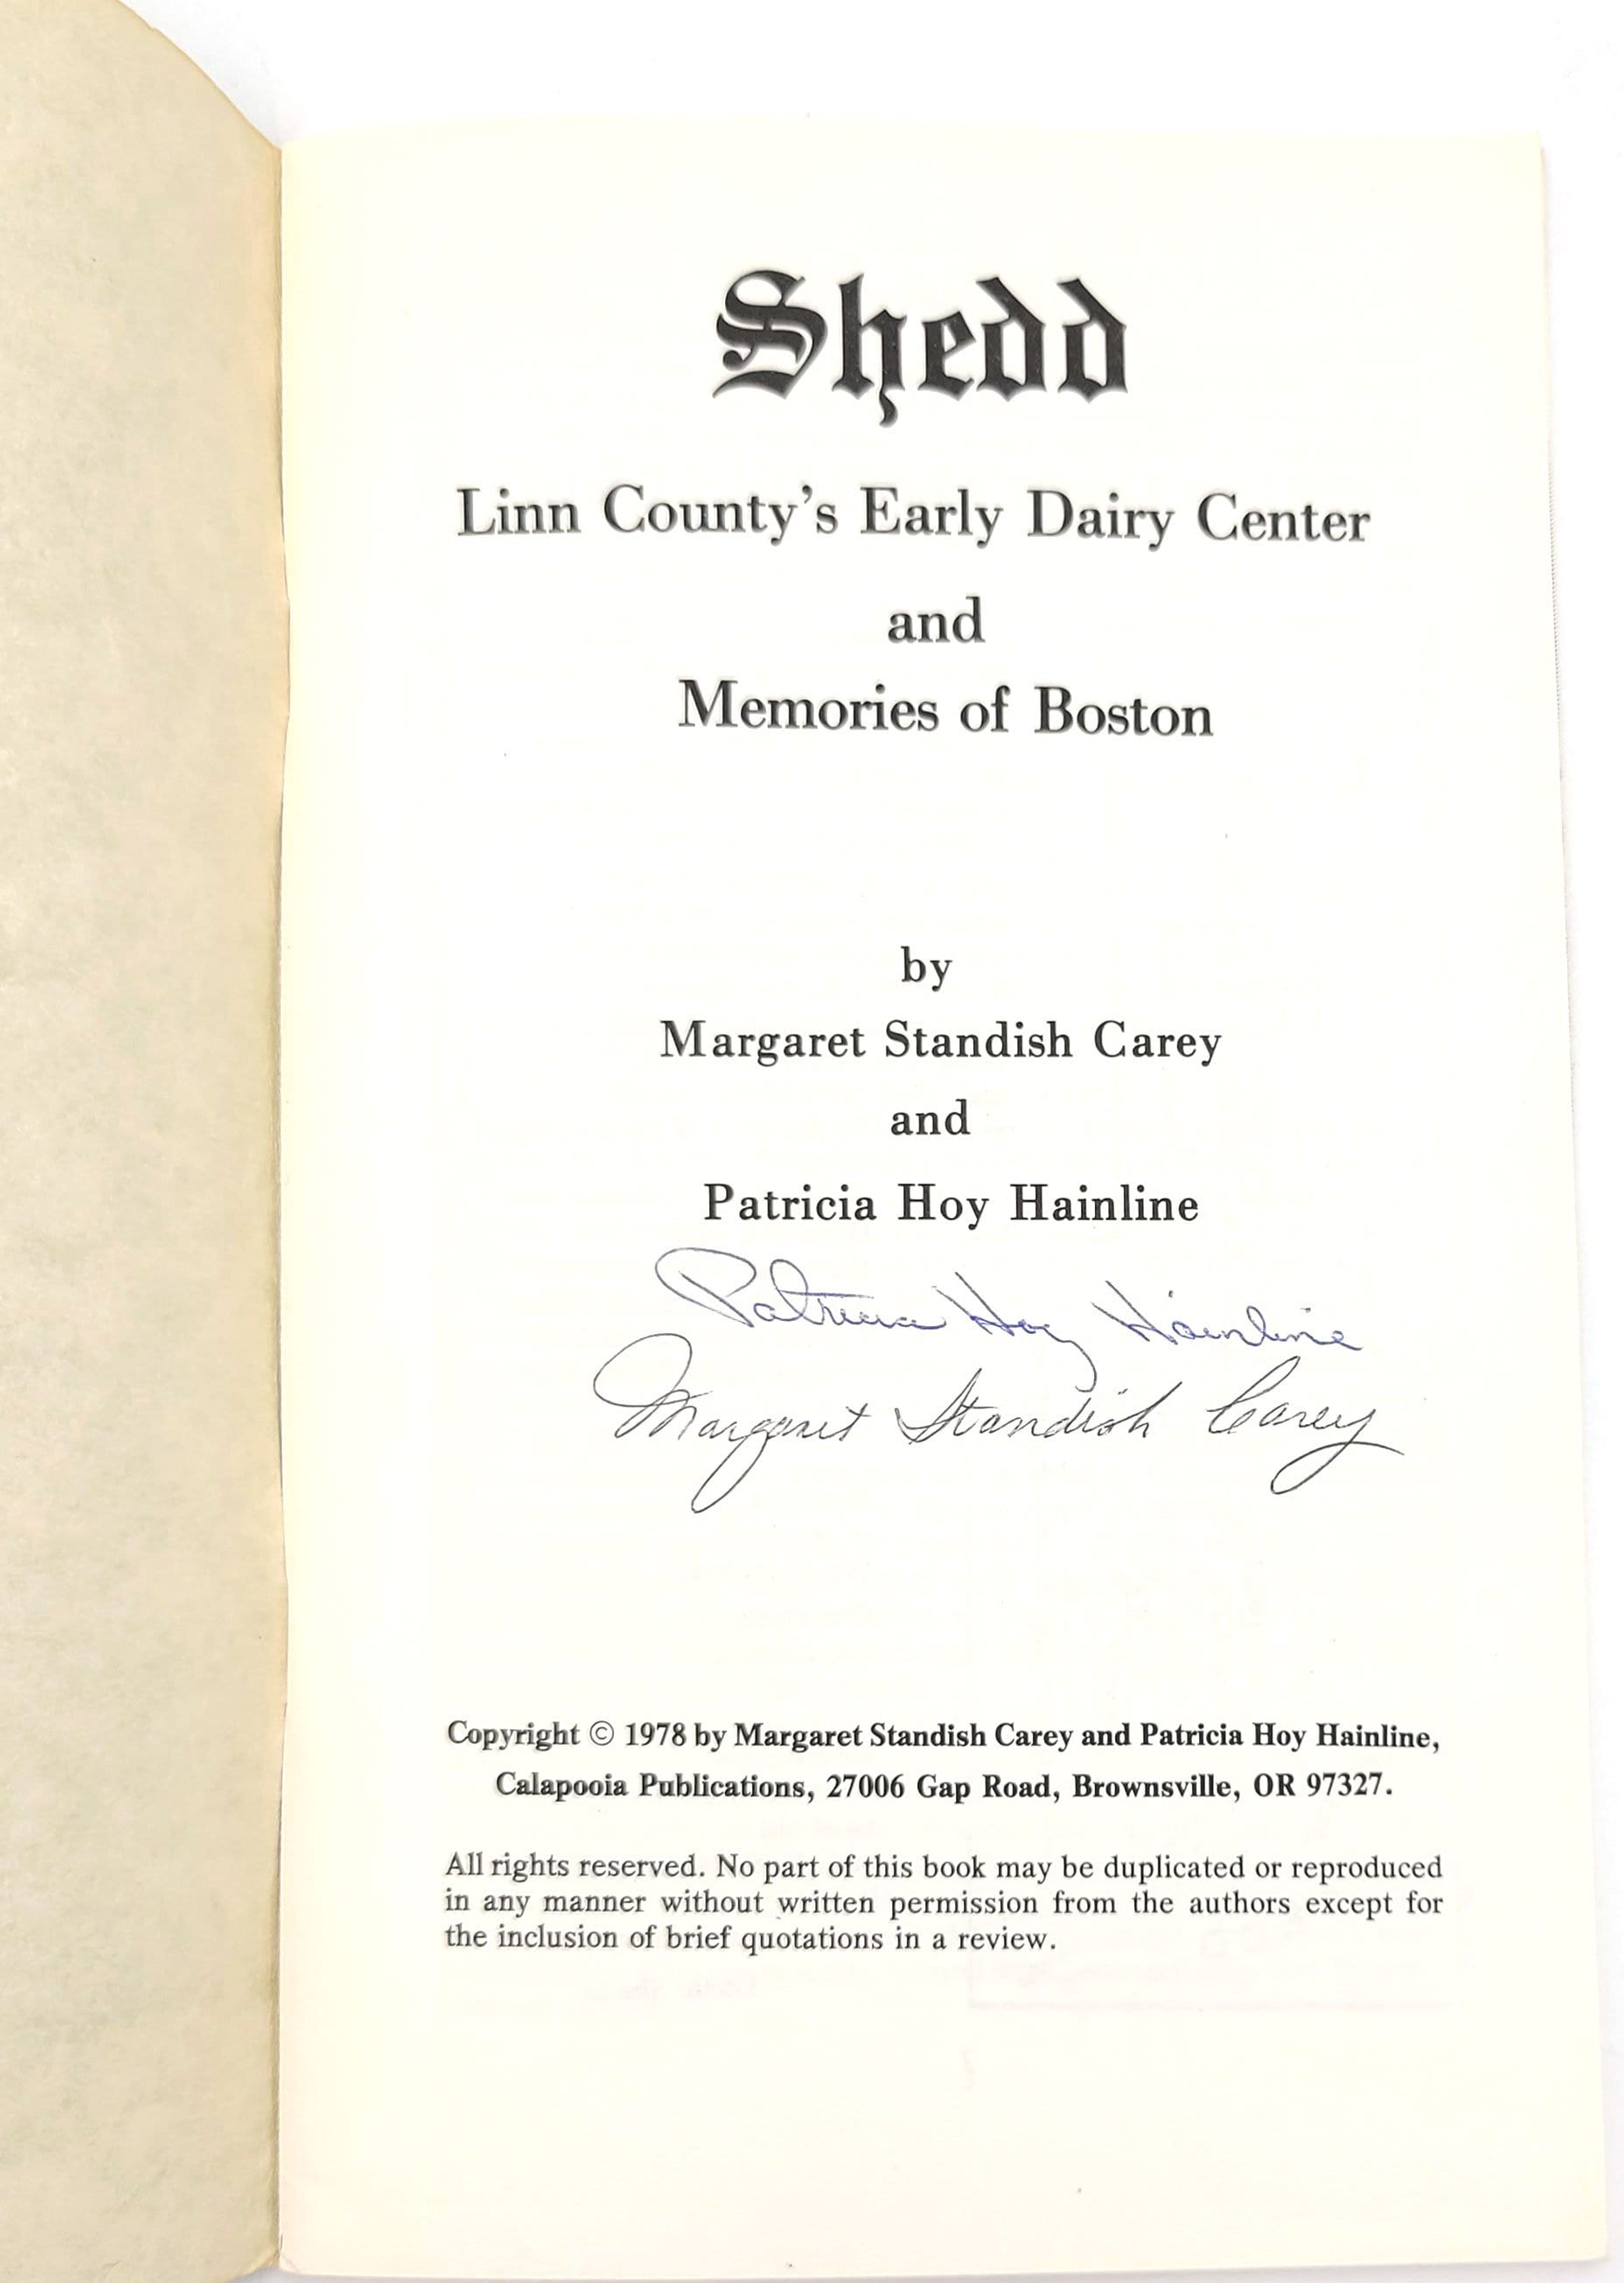 Shedd
Linn County's Early Dairy Center
and
Memories of Boston
by
Margaret Standish Carey
and
Patricia Hoy Hainline
Patricia Hoy Hainline
Margaret Standish Carey
Copyright © 1978 by Margaret Standish Carey and Patricia Hoy Hainline,
Calapooia Publications, 27006 Gap Road, Brownsville, OR 97327.
All rights reserved. No part of this book may be duplicated or reproduced
in any manner without written permission from the authors except for
the inclusion of brief quotations in a review.